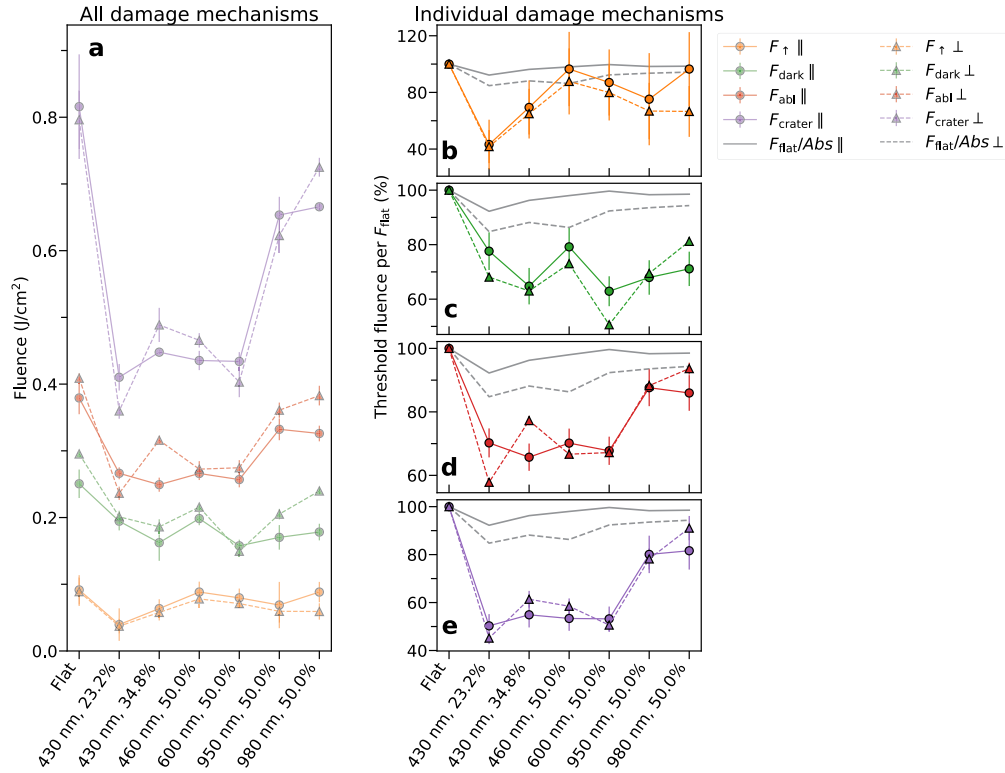 All damage mechanisms
Individual damage mechanisms
a
0.8
0.6
0.4
0.2
0.0
Fluence (J/cm²)
Flat
430 nm, 23.2%
430 nm, 34.8%
460 nm, 50.0%
600 nm, 50.0%
950 nm, 50.0%
980 nm, 50.0%
Threshold fluence per F_flat (%)
120
100
80
60
40
b
100
80
60
c
100
80
60
d
100
80
60
40
e
Flat
430 nm, 23.2%
430 nm, 34.8%
460 nm, 50.0%
600 nm, 50.0%
950 nm, 50.0%
980 nm, 50.0%
F↑ ∥
F_dark ∥
F_abl ∥
F_crater ∥
F_flat/Abs ∥
F↑ ⊥
F_dark ⊥
F_abl ⊥
F_crater ⊥
F_flat/Abs ⊥